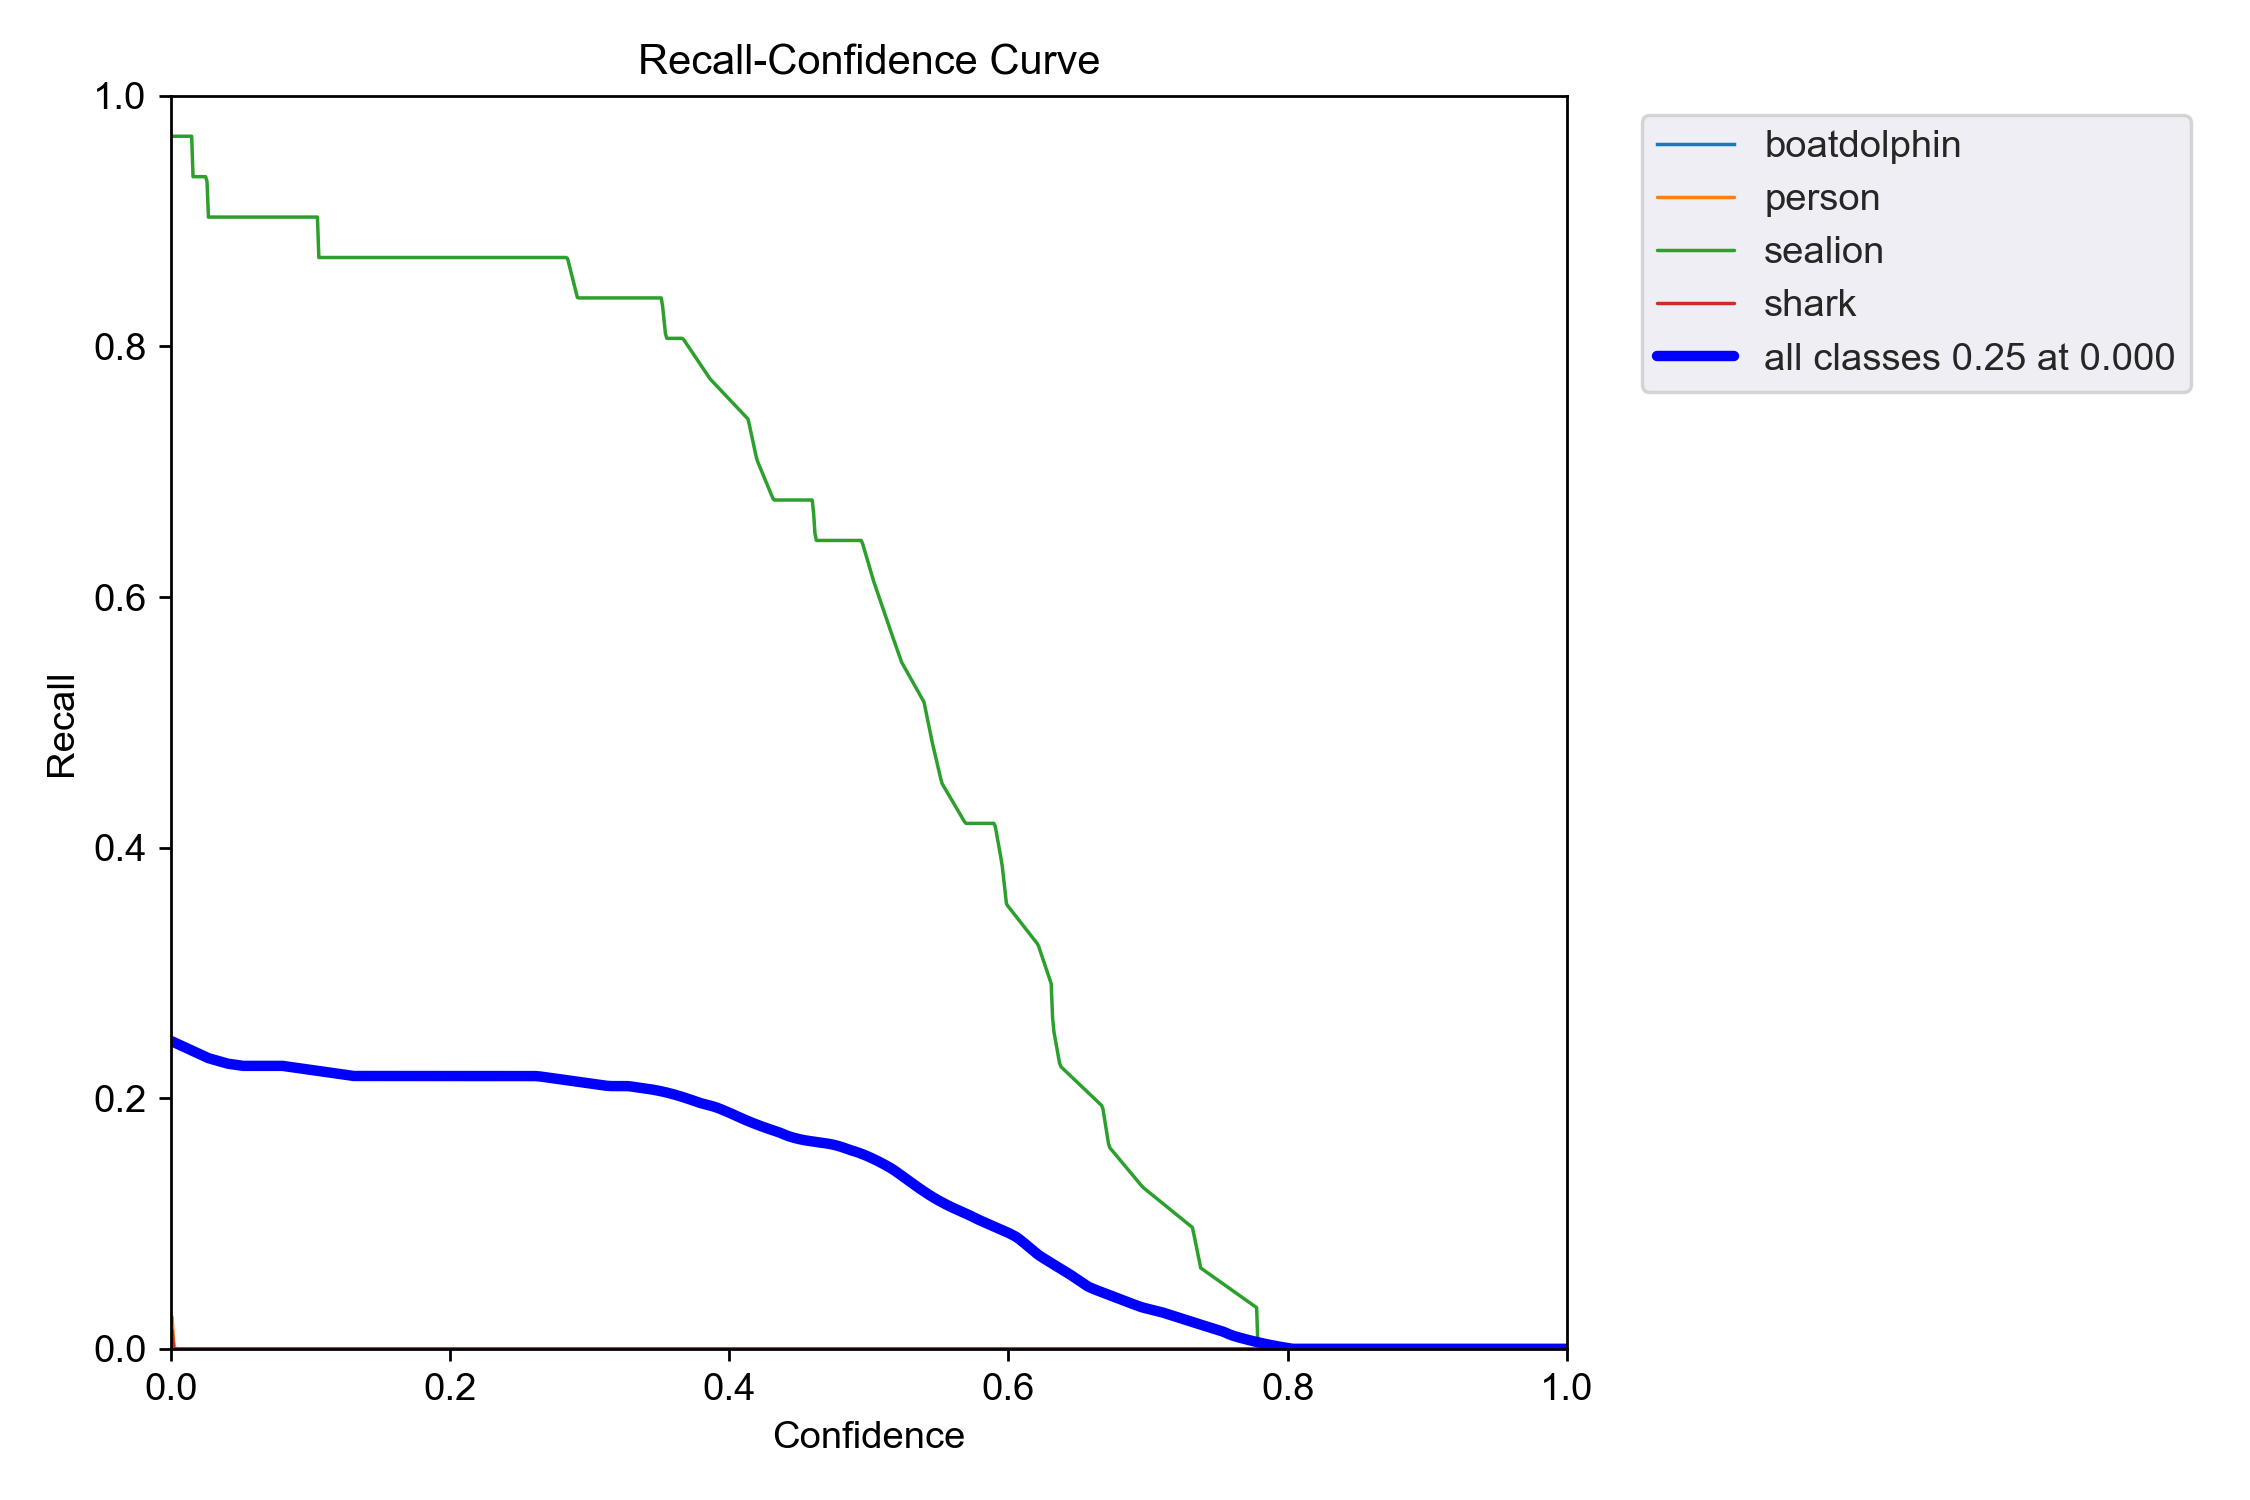 Recall-Confidence Curve
1.0
0.8
0.6
0.4
0.2
0.0
Recall
0.0 0.2 0.4 0.6 0.8 1.0
Confidence
boatdolphin
person
sealion
shark
all classes 0.25 at 0.000